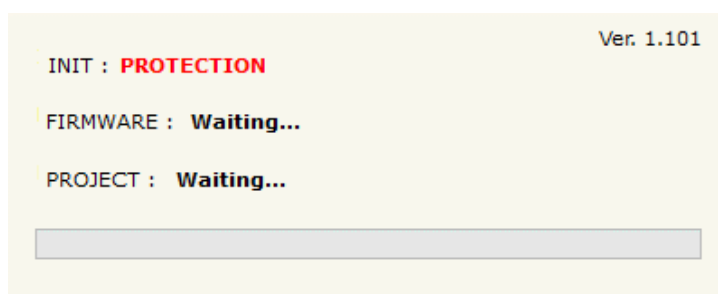 Ver. 1.101
INIT : PROTECTION
FIRMWARE : Waiting...
PROJECT : Waiting...